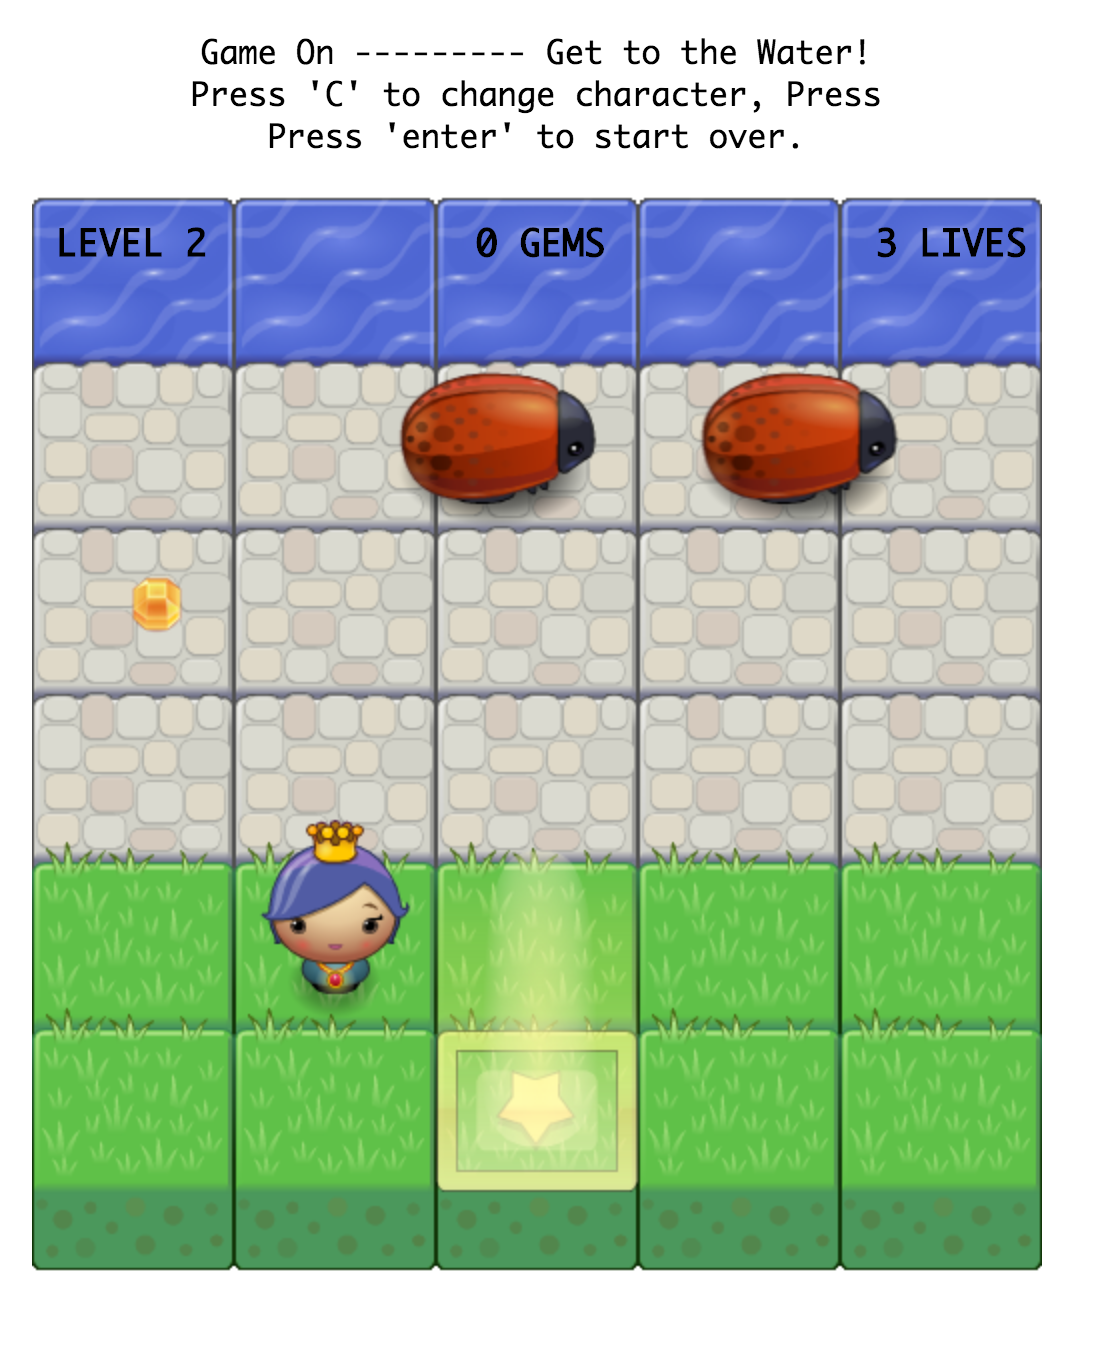 Game On --------- Get to the Water!
Press 'C' to change character, Press
Press 'enter' to start over.
LEVEL 2 0 GEMS 3 LIVES